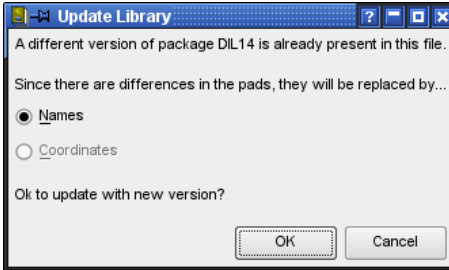 Update Library
A different version of package DIL14 is already present in this file.
Since there are differences in the pads, they will be replaced by...
Names
Coordinates
Ok to update with new version?
OK Cancel